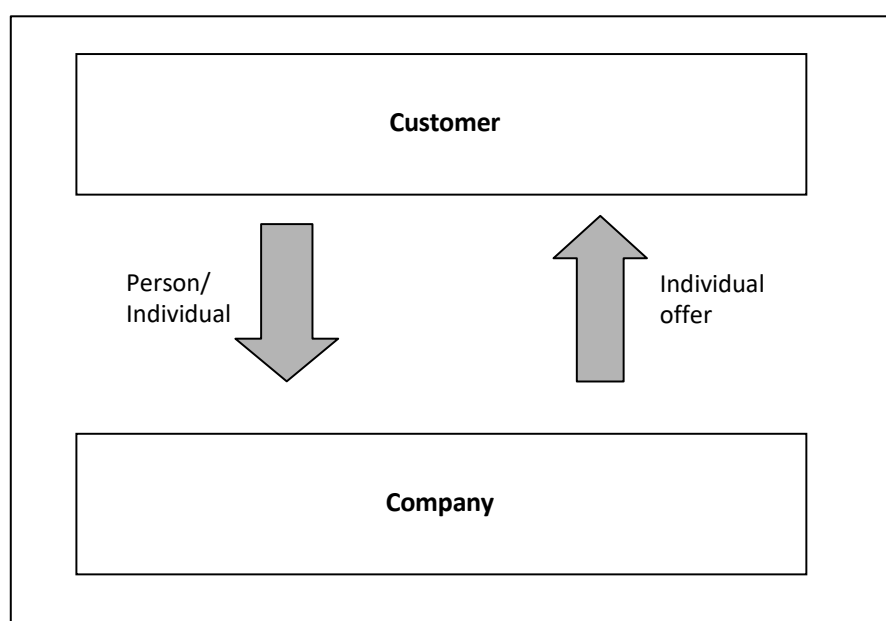 Customer
Person/
Individual
Individual
offer
Company